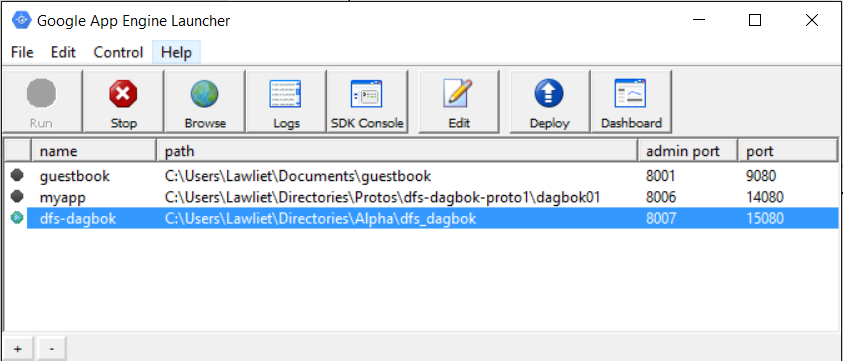 Google App Engine Launcher
File Edit Control Help
Run Stop Browse Logs SDK Console Edit Deploy Dashboard
name path admin port port
guestbook C:\Users\Lawliet\Documents\guestbook 8001 9080
myapp C:\Users\Lawliet\Directories\Protos\dfs-dagbok-proto1\dagbok01 8006 14080
dfs-dagbok C:\Users\Lawliet\Directories\Alpha\dfs_dagbok 8007 15080
+ -